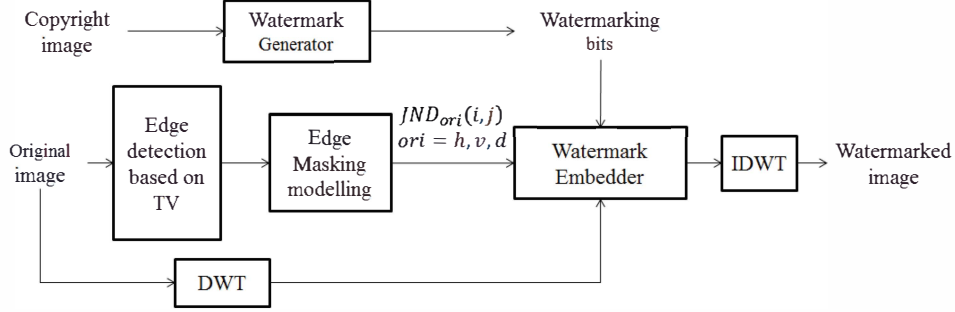 Copyright
image
Watermark
Generator
Watermarking
bits
Original
image
Edge
detection
based on
TV
Edge
Masking
modelling
JND_ori(i,j)
ori = h, v, d
Watermark
Embedder
IDWT
Watermarked
image
DWT